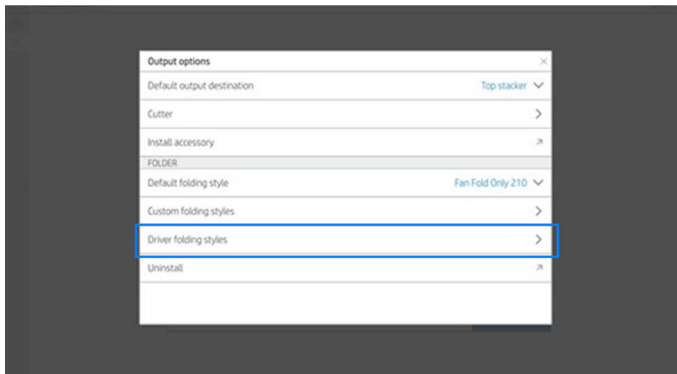 Output options
Default output destination Top stacker
Cutter
Install accessory
FOLDER
Default folding style Fan Fold Only 210
Custom folding styles
Driver folding styles
Uninstall